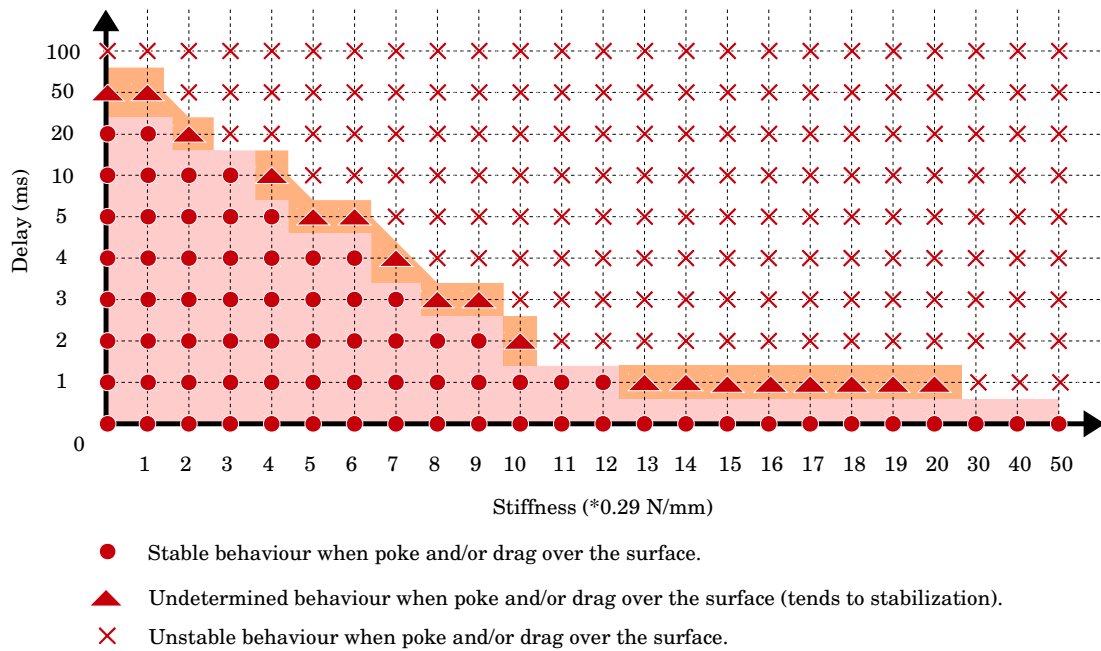 100
50
20
10
5
4
3
2
1
0
Delay (ms)
1 2 3 4 5 6 7 8 9 10 11 12 13 14 15 16 17 18 19 20 30 40 50
Stiffness (*0.29 N/mm)
Stable behaviour when poke and/or drag over the surface.
Undetermined behaviour when poke and/or drag over the surface (tends to stabilization).
Unstable behaviour when poke and/or drag over the surface.